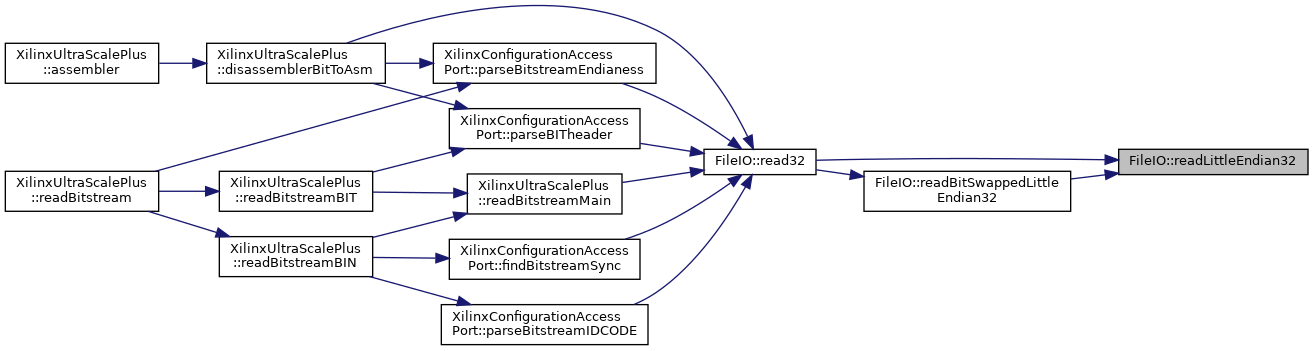 XilinxUltraScalePlus
::assembler
XilinxUltraScalePlus
::disassemblerBitToAsm
XilinxConfigurationAccess
Port::parseBitstreamEndianess
XilinxConfigurationAccess
Port::parseBITheader
FileIO::read32
FileIO::readLittleEndian32
XilinxUltraScalePlus
::readBitstream
XilinxUltraScalePlus
::readBitstreamBIT
XilinxUltraScalePlus
::readBitstreamMain
FileIO::readBitSwappedLittle
Endian32
XilinxUltraScalePlus
::readBitstreamBIN
XilinxConfigurationAccess
Port::findBitstreamSync
XilinxConfigurationAccess
Port::parseBitstreamIDCODE